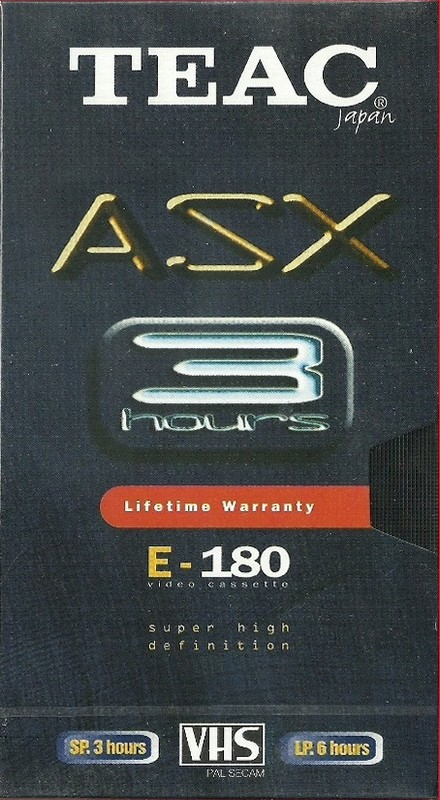 TEAC®
Japan
ASX
3
hours
Lifetime Warranty
E-180
video cassette
super high
definition
SP. 3 hours
VHS
LP. 6 hours
PAL SECAM